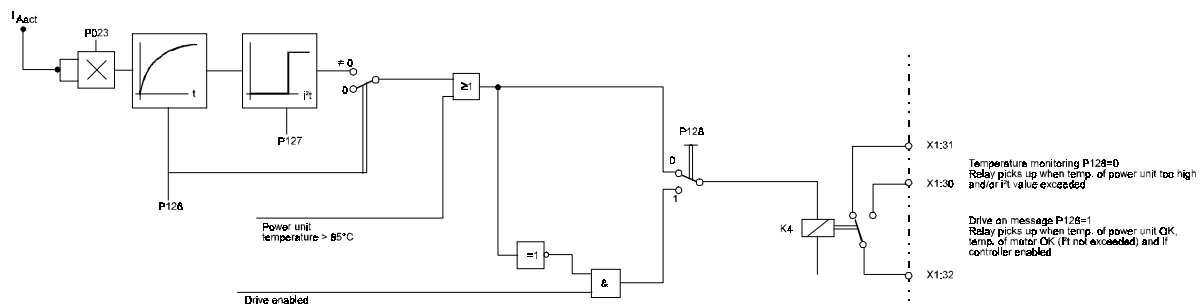 IAact
P023
t
i²t
P127
≠ 0
0
P126
≥1
Power unit
temperature > 85°C
=1
&
Drive enabled
P128
0
1
K4
X1:31
X1:30
X1:32
Temperature monitoring P128=0
Relay picks up when temp. of power unit too high
and/or i²t value exceeded
Drive on message P128=1
Relay picks up when temp. of power unit OK,
temp. of motor OK (i²t not exceeded) and if
controller enabled